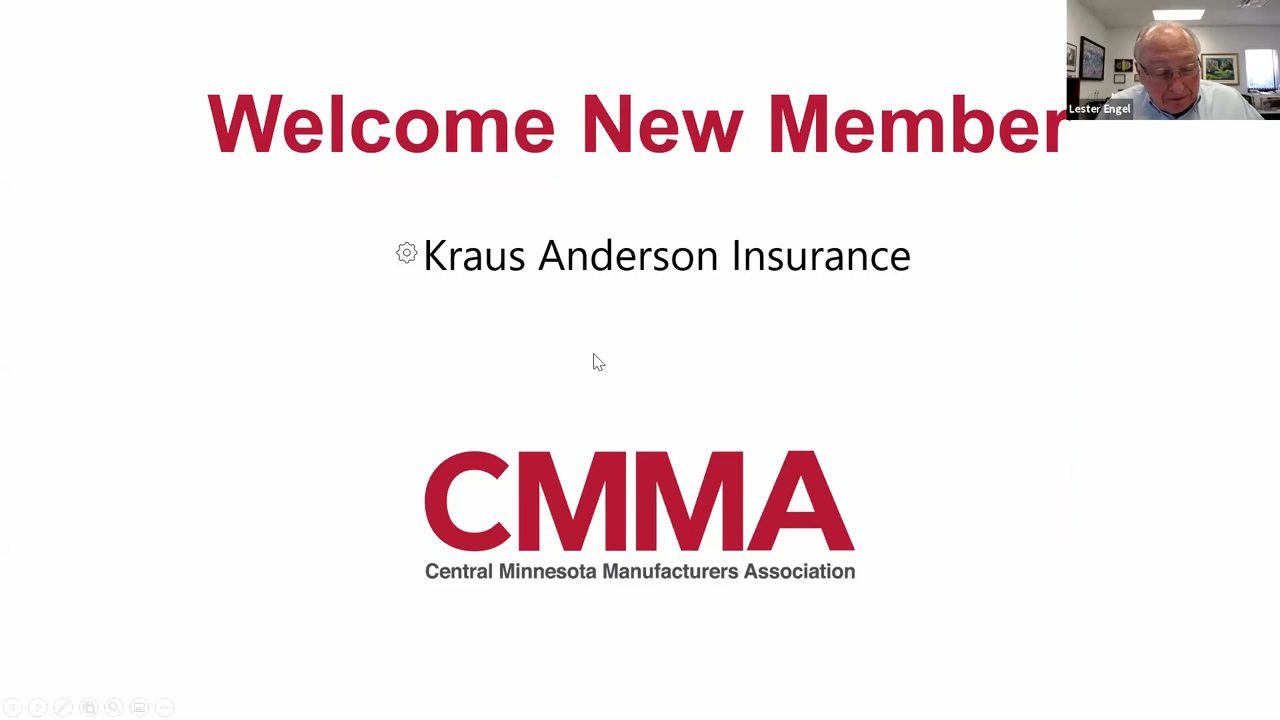 Welcome New Member
Lester Engel
Kraus Anderson Insurance
CMMA
Central Minnesota Manufacturers Association